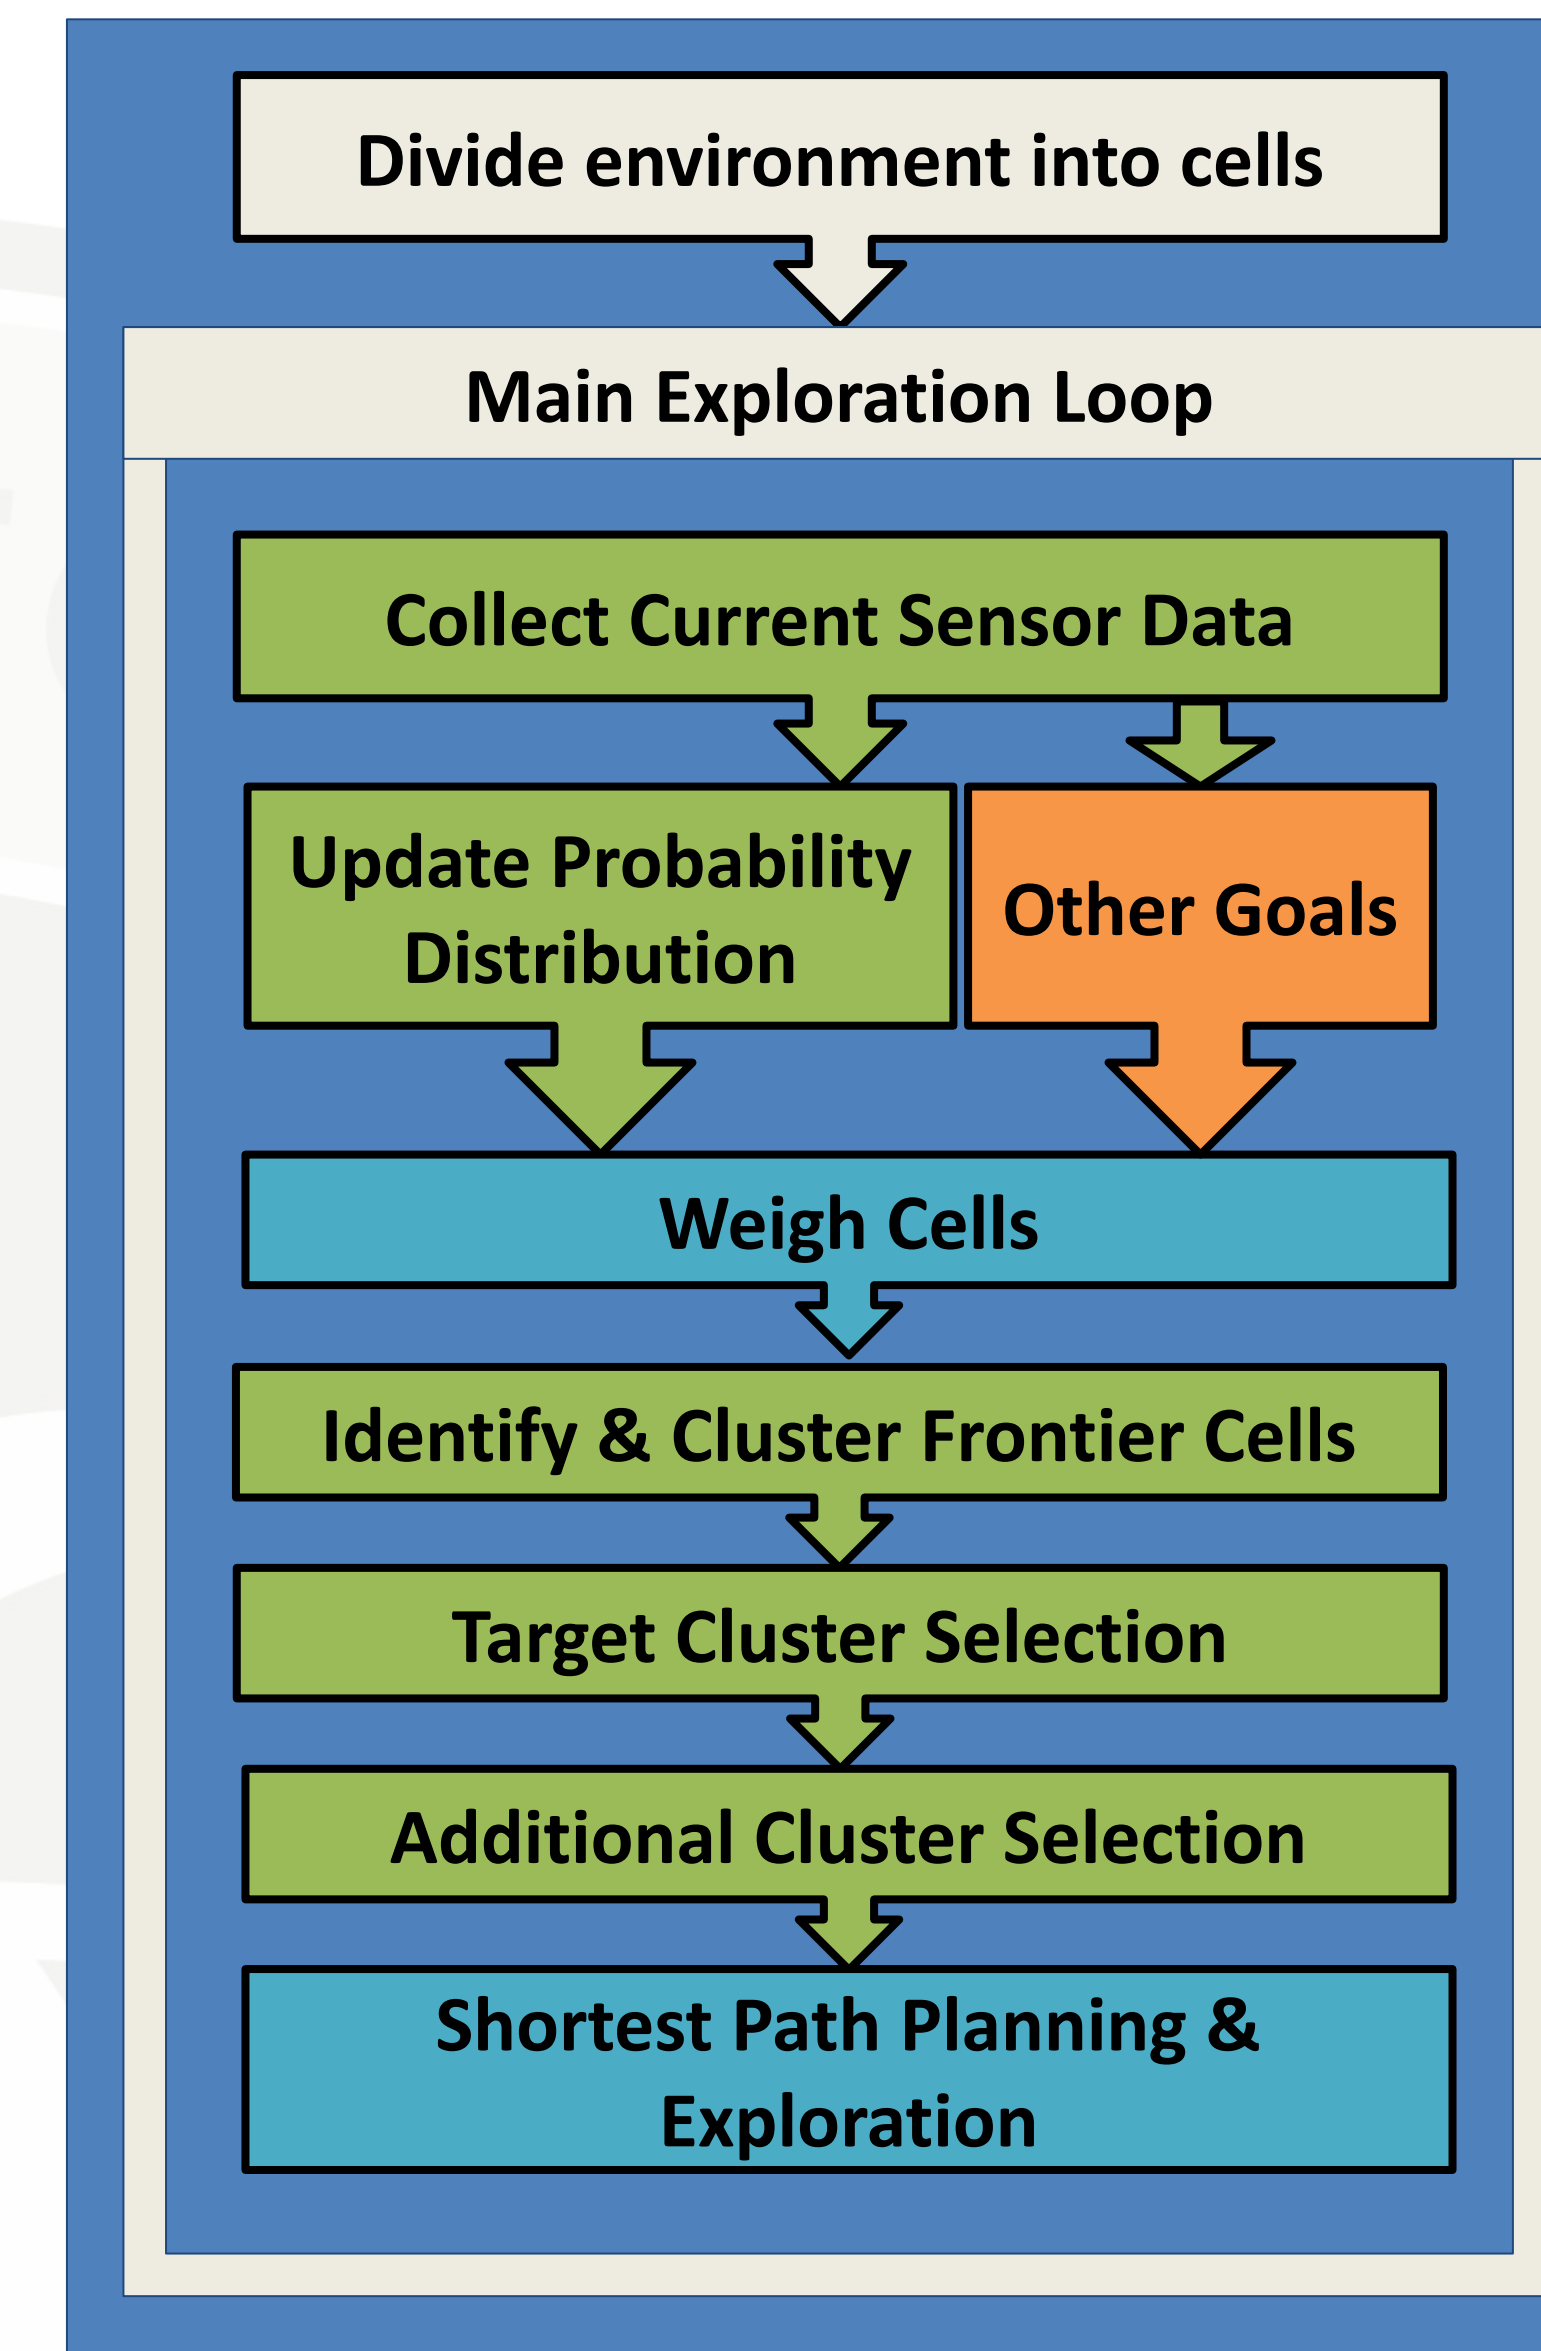 Divide environment into cells
Main Exploration Loop
Collect Current Sensor Data
Update Probability
Distribution
Other Goals
Weigh Cells
Identify & Cluster Frontier Cells
Target Cluster Selection
Additional Cluster Selection
Shortest Path Planning &
Exploration